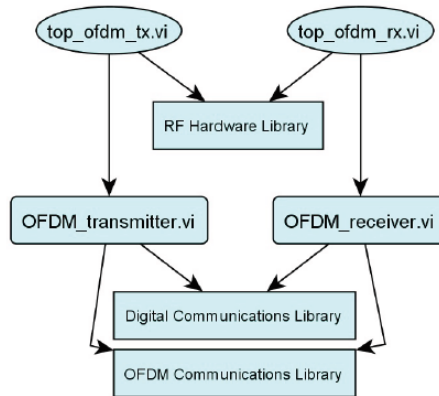 top_ofdm_tx.vi
top_ofdm_rx.vi
RF Hardware Library
OFDM_transmitter.vi
OFDM_receiver.vi
Digital Communications Library
OFDM Communications Library